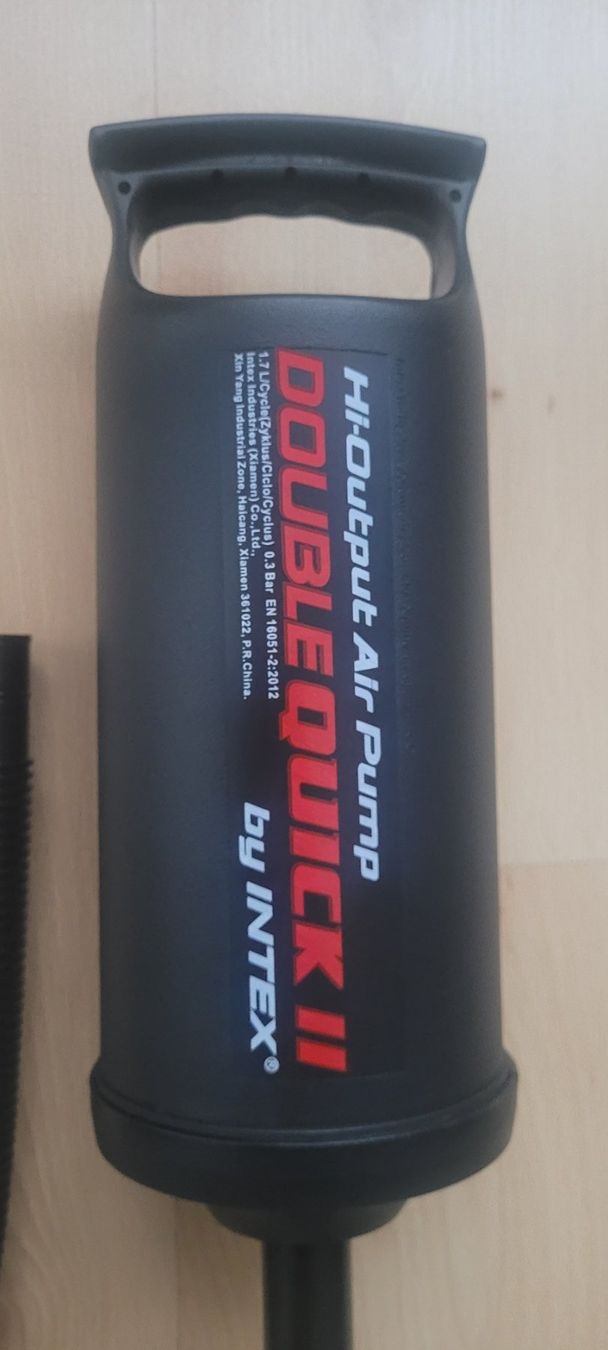 Hi-Output Air Pump
DOUBLE QUICK II
1.7 L/Cycle(Zyklus/Ciclo/Cyclus) 0.3 Bar EN 16051-2:2012
Intex Industries (Xiamen) Co.,Ltd.,
Xin Yang Industrial Zone, Haicang, Xiamen 361022, P.R.China.
by INTEX®